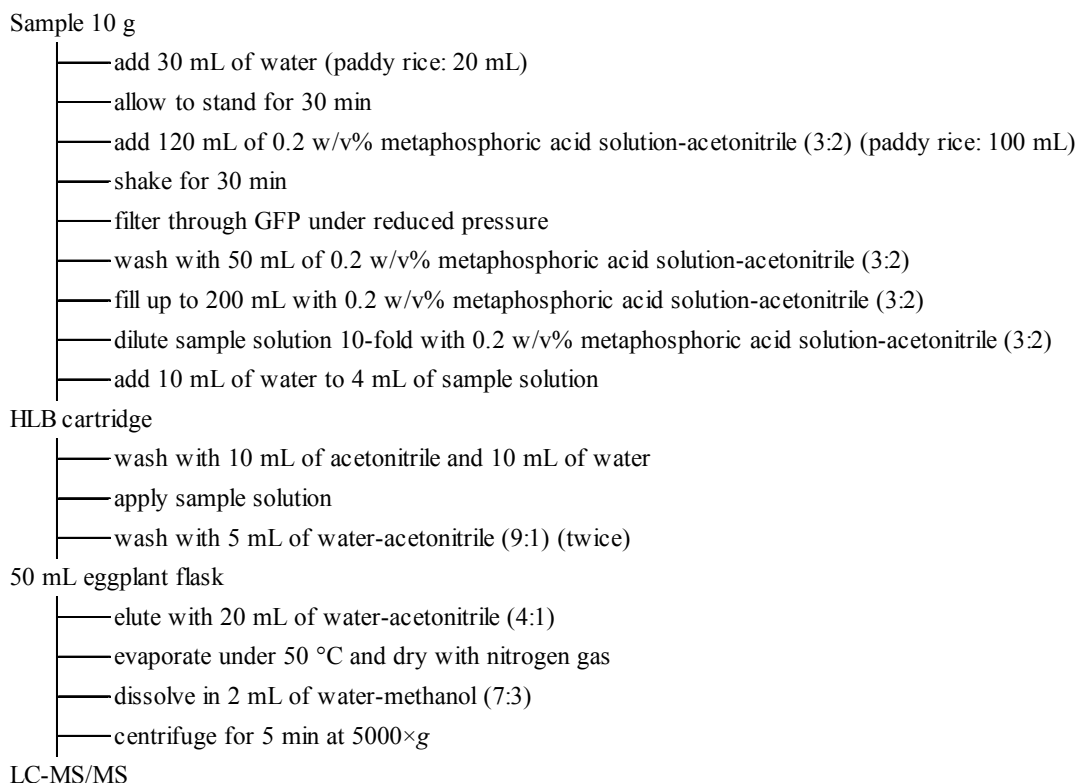 Sample 10 g
add 30 mL of water (paddy rice: 20 mL)
allow to stand for 30 min
add 120 mL of 0.2 w/v% metaphosphoric acid solution-acetonitrile (3:2) (paddy rice: 100 mL)
shake for 30 min
filter through GFP under reduced pressure
wash with 50 mL of 0.2 w/v% metaphosphoric acid solution-acetonitrile (3:2)
fill up to 200 mL with 0.2 w/v% metaphosphoric acid solution-acetonitrile (3:2)
dilute sample solution 10-fold with 0.2 w/v% metaphosphoric acid solution-acetonitrile (3:2)
add 10 mL of water to 4 mL of sample solution
HLB cartridge
wash with 10 mL of acetonitrile and 10 mL of water
apply sample solution
wash with 5 mL of water-acetonitrile (9:1) (twice)
50 mL eggplant flask
elute with 20 mL of water-acetonitrile (4:1)
evaporate under 50 °C and dry with nitrogen gas
dissolve in 2 mL of water-methanol (7:3)
centrifuge for 5 min at 5000×g
LC-MS/MS